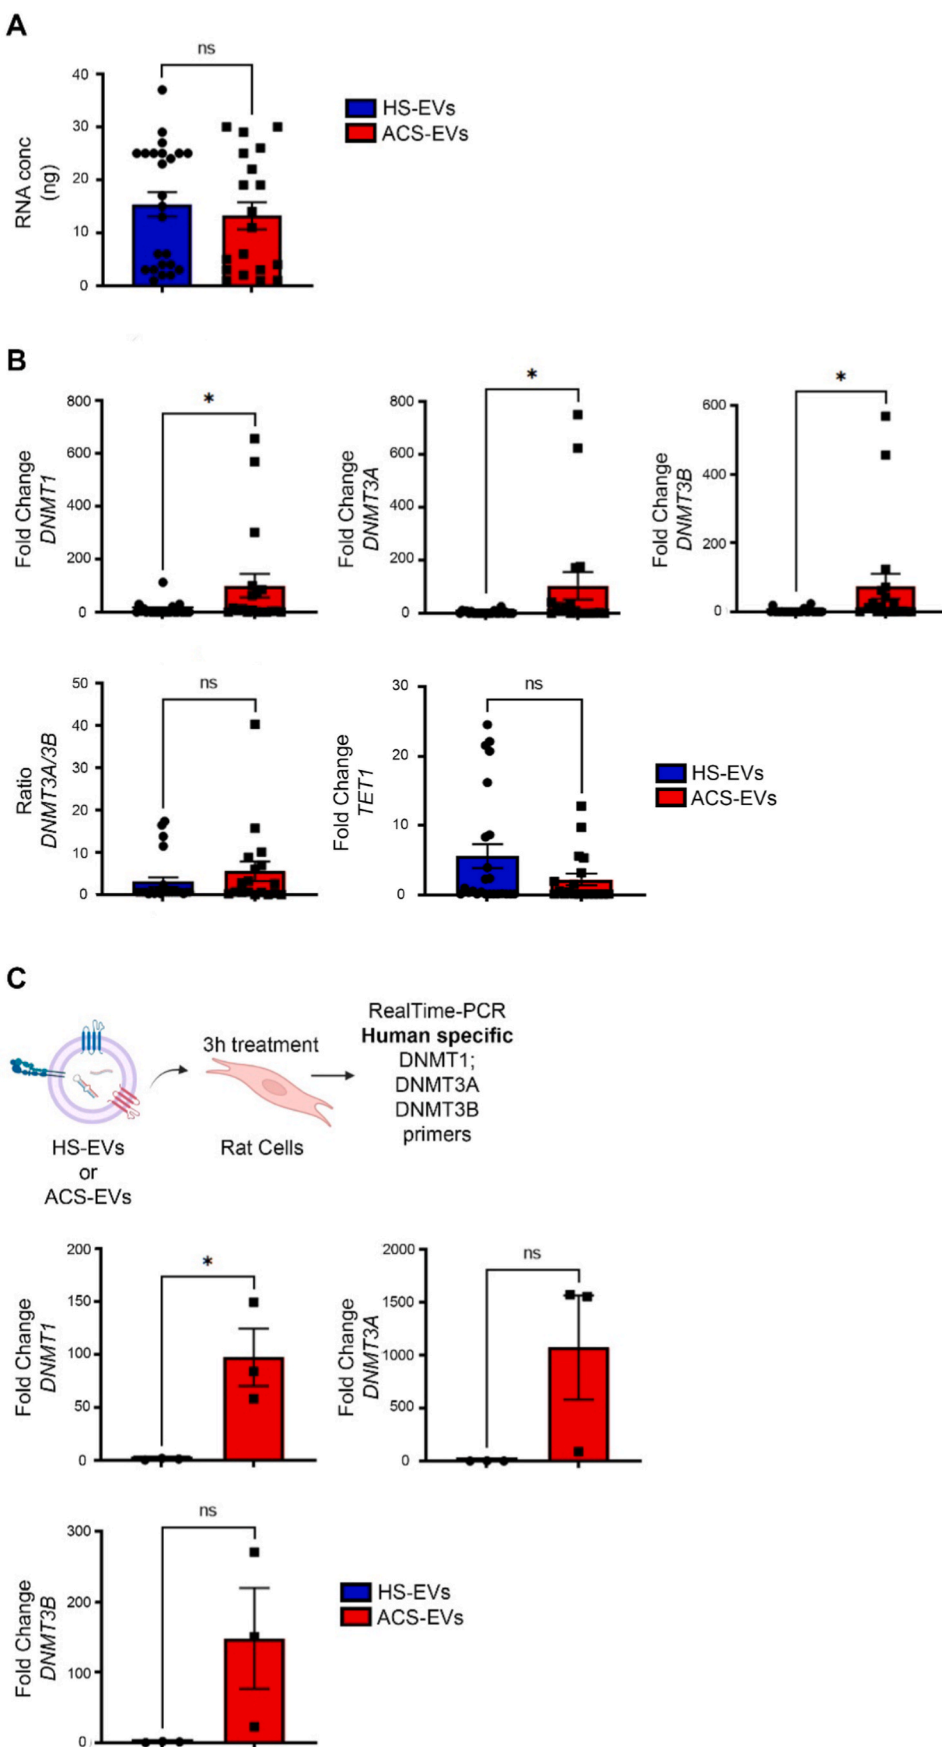 A
ns
40
30
20
10
0
RNA conc
(ng)
HS-EVs
ACS-EVs
B
*
800
600
400
200
0
Fold Change
DNMT1
*
800
600
400
200
0
Fold Change
DNMT3A
*
600
400
200
0
Fold Change
DNMT3B
ns
50
40
30
20
10
0
Ratio
DNMT3A/3B
ns
30
20
10
0
Fold Change
TET1
HS-EVs
ACS-EVs
C
HS-EVs
or
ACS-EVs
3h treatment
Rat Cells
RealTime-PCR
Human specific
DNMT1;
DNMT3A
DNMT3B
primers
*
200
150
100
50
0
Fold Change
DNMT1
ns
2000
1500
1000
500
0
Fold Change
DNMT3A
ns
300
200
100
0
Fold Change
DNMT3B
HS-EVs
ACS-EVs